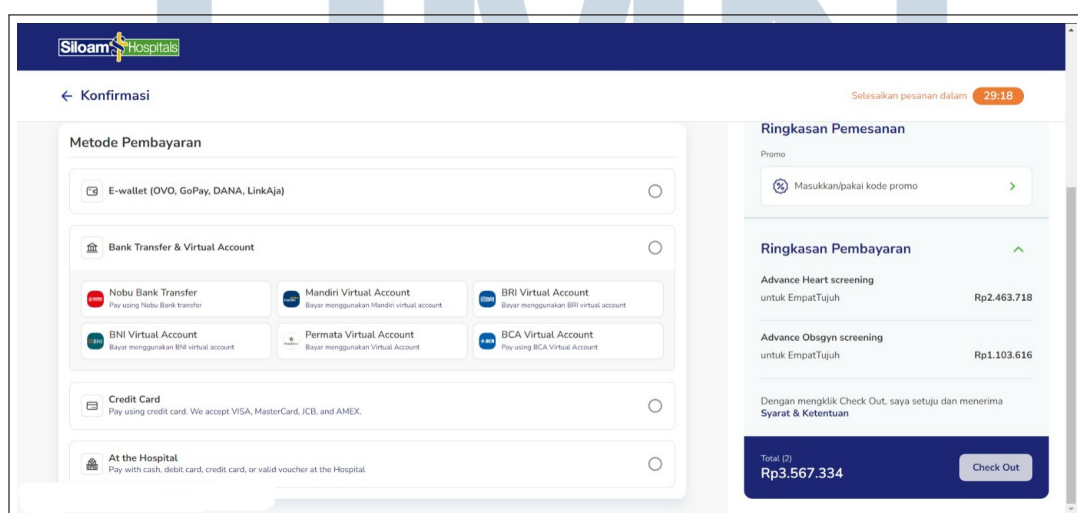 Siloam Hospitals
← Konfirmasi
Selesaikan pesanan dalam 29:18
Metode Pembayaran
E-wallet (OVO, GoPay, DANA, LinkAja)
Bank Transfer & Virtual Account
Nobu Bank Transfer
Pay using Nobu Bank transfer
Mandiri Virtual Account
Bayar menggunakan Mandiri virtual account
BRI Virtual Account
Bayar menggunakan BRI virtual account
BNI Virtual Account
Bayar menggunakan BNI virtual account
Permata Virtual Account
Bayar menggunakan Virtual Account
BCA Virtual Account
Pay using BCA Virtual Account
Credit Card
Pay using credit card. We accept VISA, MasterCard, JCB, and AMEX.
At the Hospital
Pay with cash, debit card, credit card, or valid voucher at the Hospital
Ringkasan Pemesanan
Promo
Masukkan/pakai kode promo
Ringkasan Pembayaran
Advance Heart screening
untuk EmpatTujuh Rp2.463.718
Advance Obsgyn screening
untuk EmpatTujuh Rp1.103.616
Dengan mengklik Check Out, saya setuju dan menerima
Syarat & Ketentuan
Total (2)
Rp3.567.334
Check Out